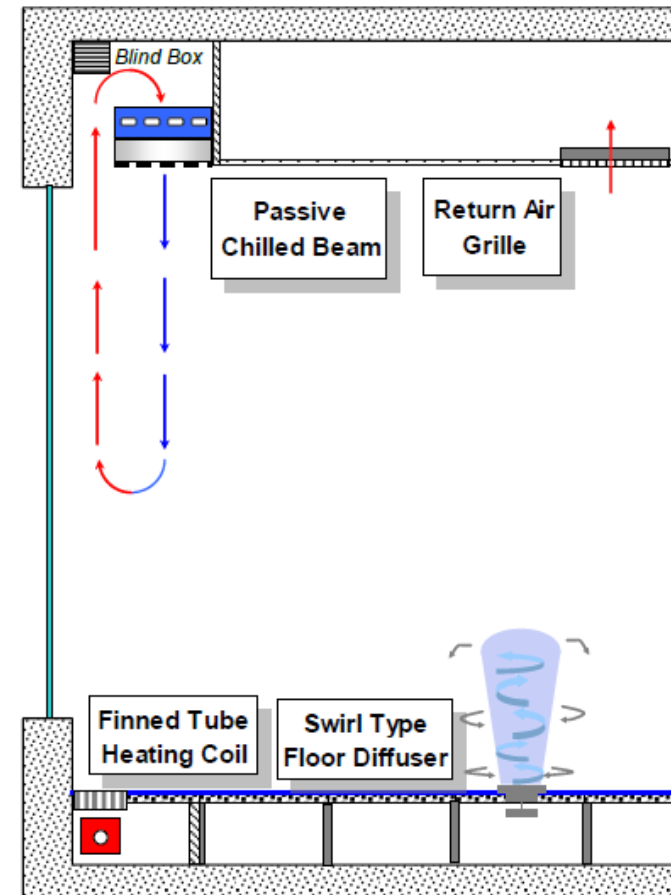 Blind Box
Passive
Chilled Beam
Return Air
Grille
Finned Tube
Heating Coil
Swirl Type
Floor Diffuser